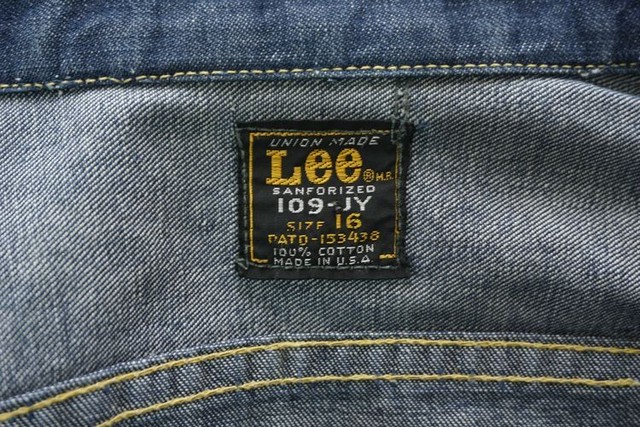 UNION MADE
Lee ® M.R.
SANFORIZED
109-JY
SIZE 16
PATD-153438
100% COTTON
MADE IN U.S.A.